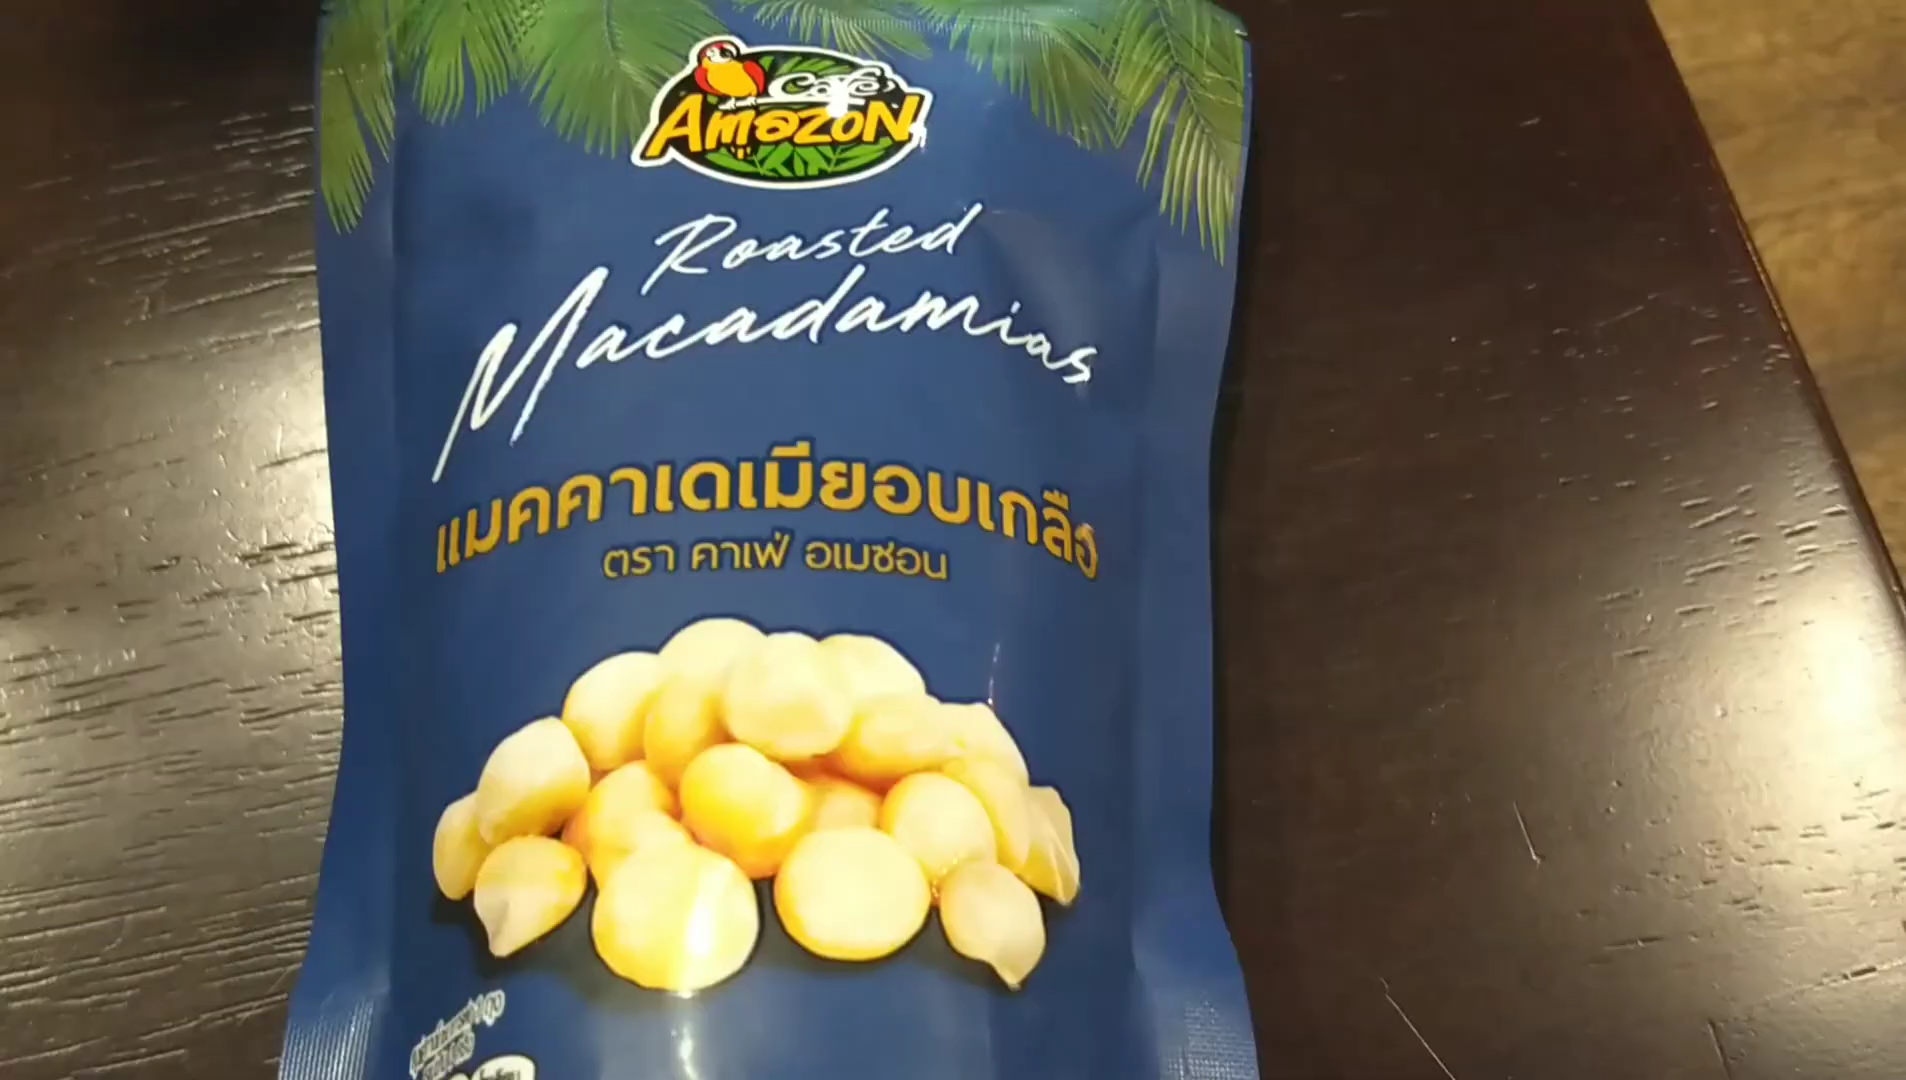 Café
Amazon
Roasted
Macadamias
แมคคาเดเมียอบเกลือ
ตรา คาเฟ่ อเมซอน